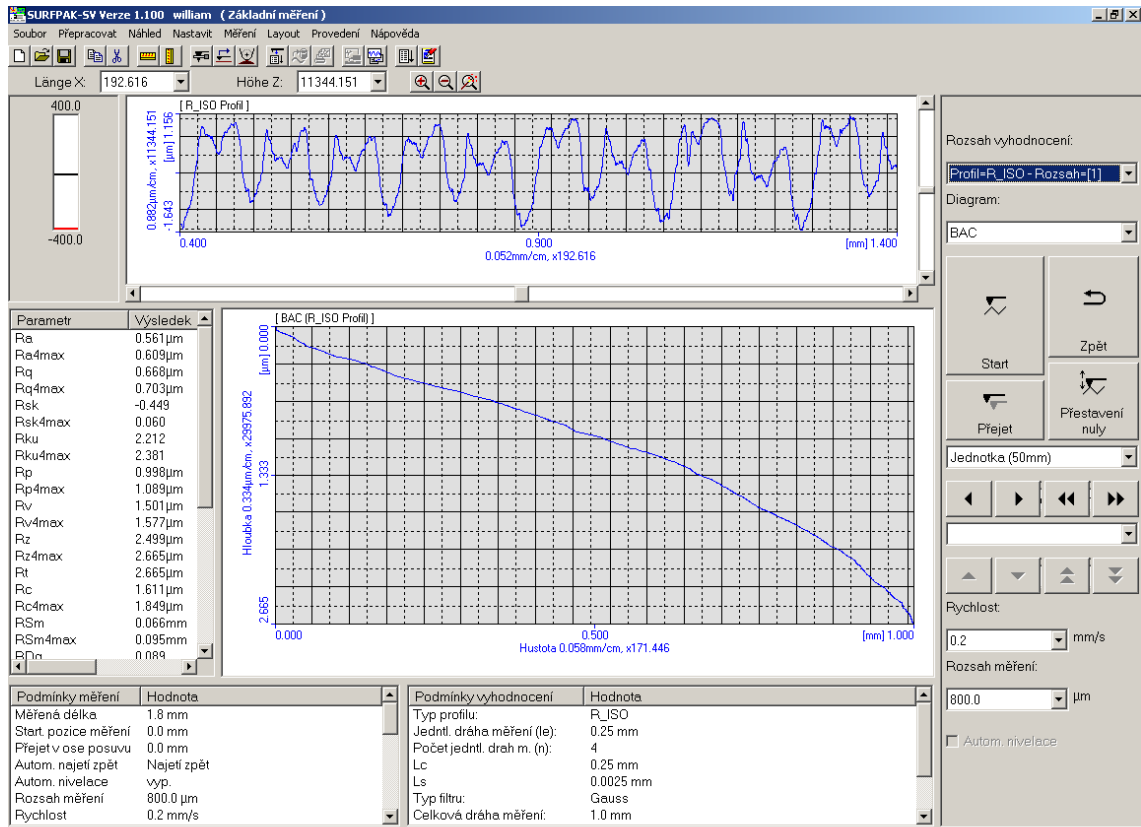 SURFPAK-SV Verze 1.100 william ( Základní měření )
Soubor Přepracovat Náhled Nastavit Měření Layout Provedení Nápověda
Länge X: 192.616 Höhe Z: 11344.151
400.0
-400.0
[ R_ISO Profil ]
0.882µm/cm, x11344.151
-1.643 [µm] 1.156
0.400 0.900 [mm] 1.400
0.052mm/cm, x192.616
Parametr Výsledek
Ra 0.561µm
Ra4max 0.609µm
Rq 0.668µm
Rq4max 0.703µm
Rsk -0.449
Rsk4max 0.060
Rku 2.212
Rku4max 2.381
Rp 0.998µm
Rp4max 1.089µm
Rv 1.501µm
Rv4max 1.577µm
Rz 2.499µm
Rz4max 2.665µm
Rt 2.665µm
Rc 1.611µm
Rc4max 1.849µm
RSm 0.066mm
RSm4max 0.095mm
RDq 0.089
[ BAC (R_ISO Profil) ]
Hloubka 0.334µm/cm, x29975.892
2.665 1.333 [µm] 0.000
0.000 0.500 [mm] 1.000
Hustota 0.058mm/cm, x171.446
Podmínky měření Hodnota
Měřená délka 1.8 mm
Start. pozice měření 0.0 mm
Přejet v ose posuvu 0.0 mm
Autom. najetí zpět Najetí zpět
Autom. nivelace vyp.
Rozsah měření 800.0 µm
Rychlost 0.2 mm/s
Podmínky vyhodnocení Hodnota
Typ profilu: R_ISO
Jedntl. dráha měření (le): 0.25 mm
Počet jedntl. drah m. (n): 4
Lc 0.25 mm
Ls 0.0025 mm
Typ filtru: Gauss
Celková dráha měření: 1.0 mm
Rozsah vyhodnocení:
Profil=R_ISO - Rozsah=[1]
Diagram:
BAC
Start
Zpět
Přejet
Přestavení
nuly
Jednotka (50mm)
Rychlost:
0.2 mm/s
Rozsah měření:
800.0 µm
Autom. nivelace